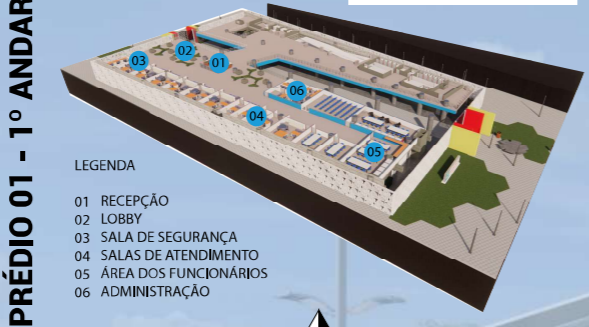 PRÉDIO 01 - 1º ANDAR
02
03
01
06
04
05
LEGENDA
01 RECEPÇÃO
02 LOBBY
03 SALA DE SEGURANÇA
04 SALAS DE ATENDIMENTO
05 ÁREA DOS FUNCIONÁRIOS
06 ADMINISTRAÇÃO